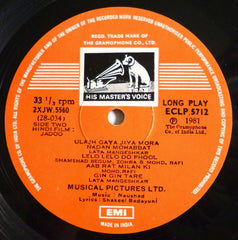 REGD. TRADE MARK OF
THE GRAMOPHONE CO., LTD.
HIS MASTER'S VOICE
33 ⅓ rpm
2XJW.5560
(28-034)
SIDE TWO
HINDI FILM:
JADOO
LONG PLAY
ECLP.5712
℗ 1981
The Gramophone Co.
of India Ltd.
ULAJH GAYA JIYA MORA
NADAN MOHABBAT
LATA MANGESHKAR
LELO LELO DO PHOOL
SHAMSHAD BEGUM, ZOHRA & MOHD. RAFI
AAB RAT MILAN KI
MOHD. RAFI
GIN GIN TARE
LATA MANGESHKAR
MUSICAL PICTURES LTD.
Music : Naushad
Lyrics : Shakeel Badayuni
EMI
MADE IN INDIA